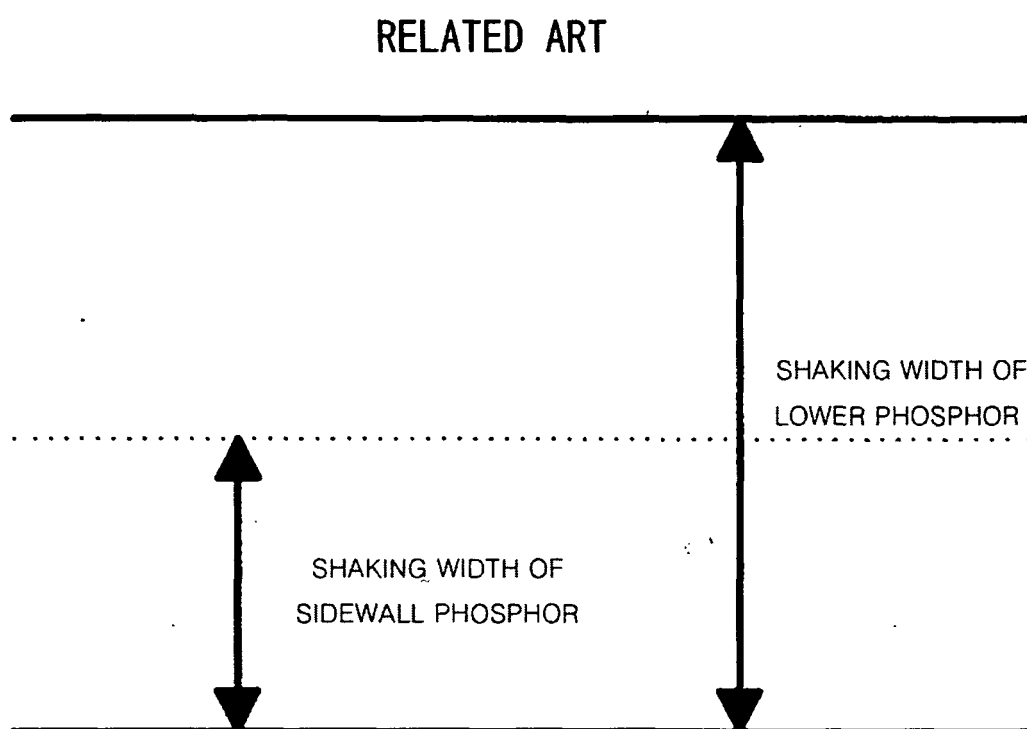 RELATED ART
SHAKING WIDTH OF
LOWER PHOSPHOR
SHAKING WIDTH OF
SIDEWALL PHOSPHOR